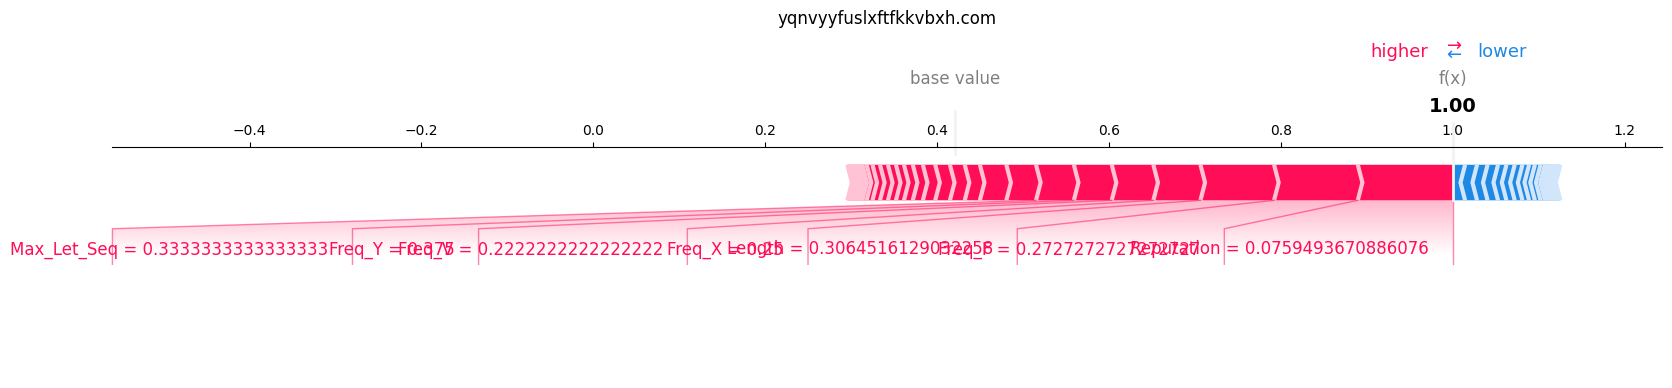 yqnvyyfuslxftfkkvbxh.com
higher ⇄ lower
base value
f(x)
1.00
−0.4 −0.2 0.0 0.2 0.4 0.6 0.8 1.0 1.2
Max_Let_Seq = 0.3333333333333333 Freq_Y = 0.375 Freq_V = 0.2222222222222222 Freq_X = 0.25 Length = 0.3064516129032258 Freq_F = 0.2727272727272727 Reputation = 0.0759493670886076